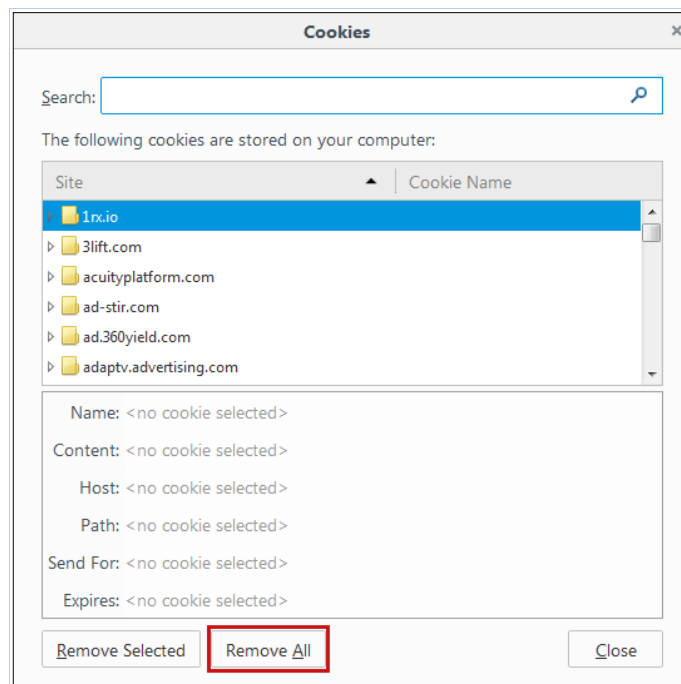 Cookies
Search:
The following cookies are stored on your computer:
Site Cookie Name
1rx.io
3lift.com
acuityplatform.com
ad-stir.com
ad.360yield.com
adaptv.advertising.com
Name: <no cookie selected>
Content: <no cookie selected>
Host: <no cookie selected>
Path: <no cookie selected>
Send For: <no cookie selected>
Expires: <no cookie selected>
Remove Selected Remove All Close